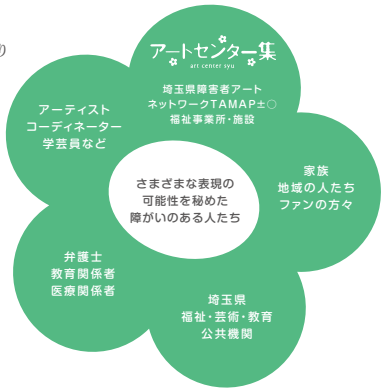 り
アートセンター集
art center syu
埼玉県障害者アート
ネットワークTAMAP±○
福祉事業所・施設
アーティスト
コーディネーター
学芸員など
家族
地域の人たち
ファンの方々
さまざまな表現の
可能性を秘めた
障がいのある人たち
弁護士
教育関係者
医療関係者
埼玉県
福祉・芸術・教育
公共機関